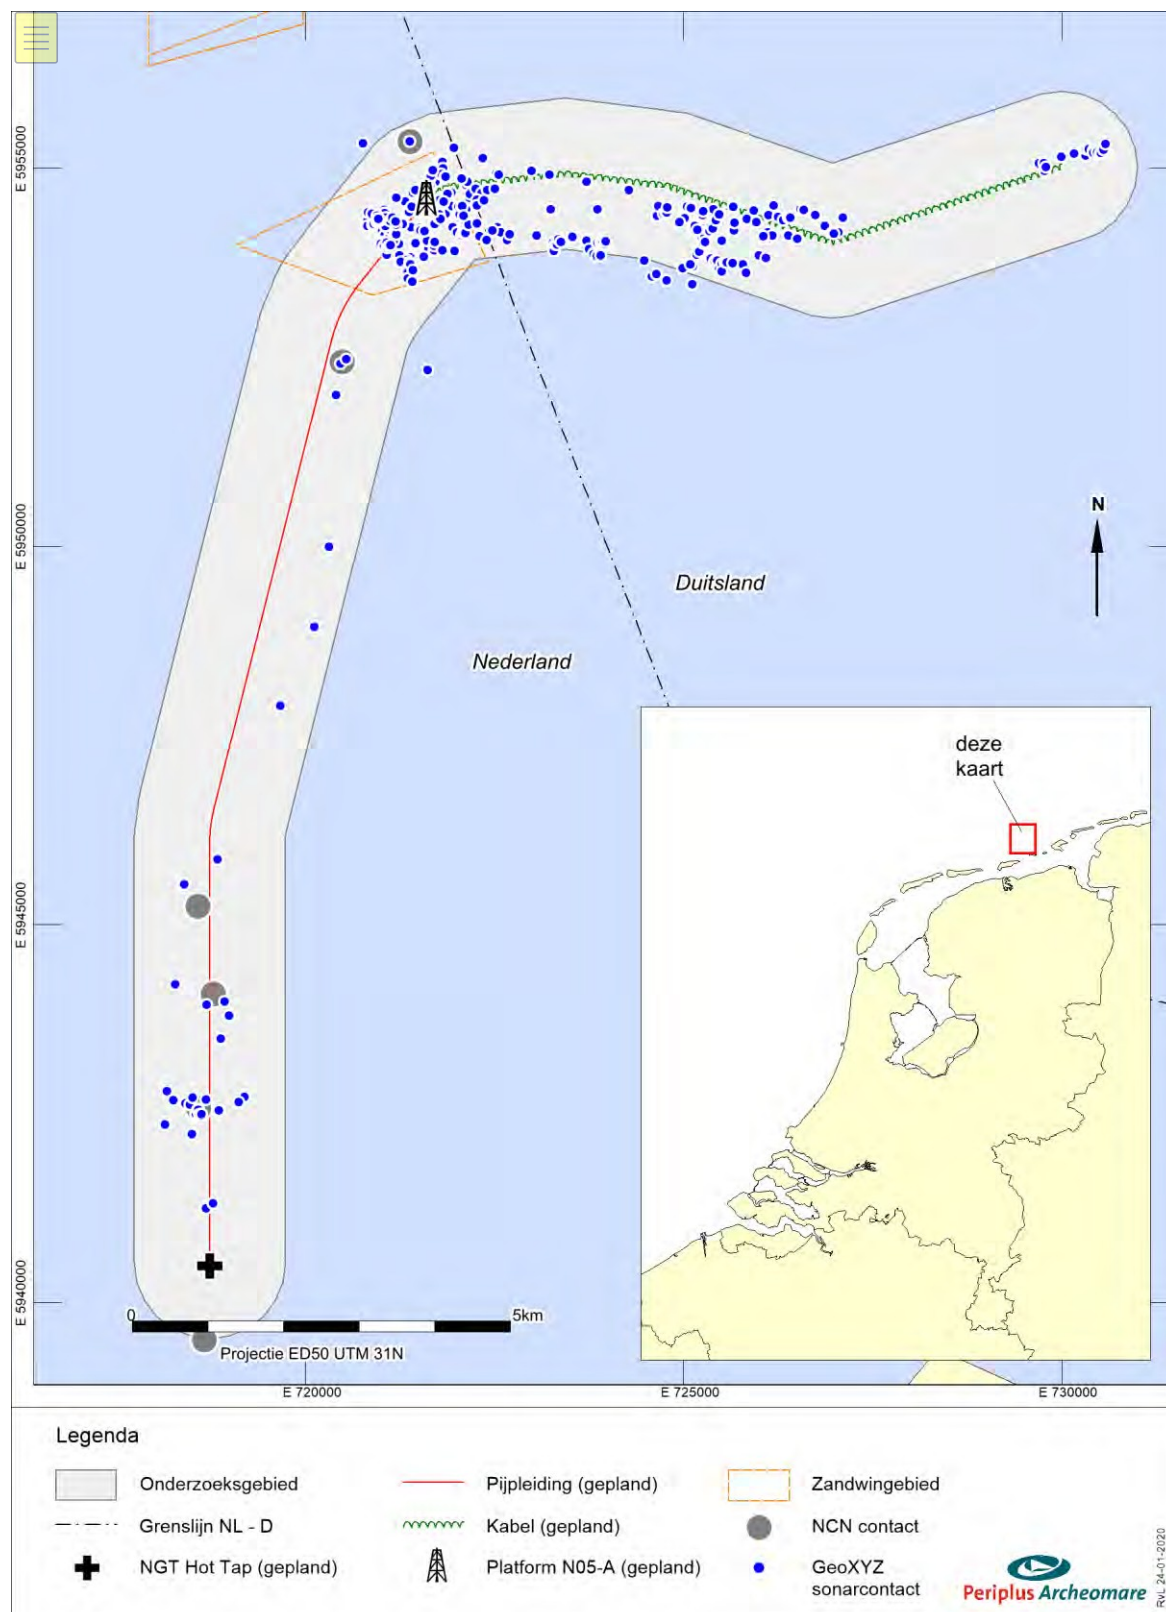 E 5955000
N
E 5950000
Duitsland
Nederland
deze
kaart
E 5945000
E 5940000
0
5km
Projectie ED50 UTM 31N
E 720000
E 725000
E 730000
Legenda
Onderzoeksgebied
Pijpleiding (gepland)
Zandwingebied
Grenslijn NL - D
Kabel (gepland)
NCN contact
NGT Hot Tap (gepland)
Platform N05-A (gepland)
GeoXYZ
sonarcontact
Periplus Archeomare
RvL 24-01-2020